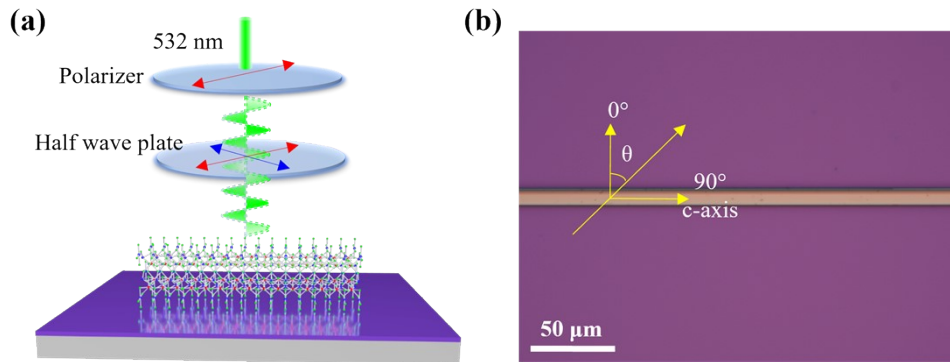 (a)
532 nm
Polarizer
Half wave plate
(b)
0°
θ
90°
c-axis
50 μm